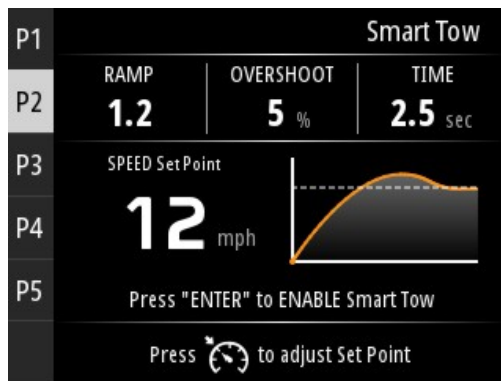 Smart Tow
P1
P2
P3
P4
P5
RAMP
1.2
OVERSHOOT
5 %
TIME
2.5 sec
SPEED Set Point
12 mph
Press "ENTER" to ENABLE Smart Tow
Press to adjust Set Point